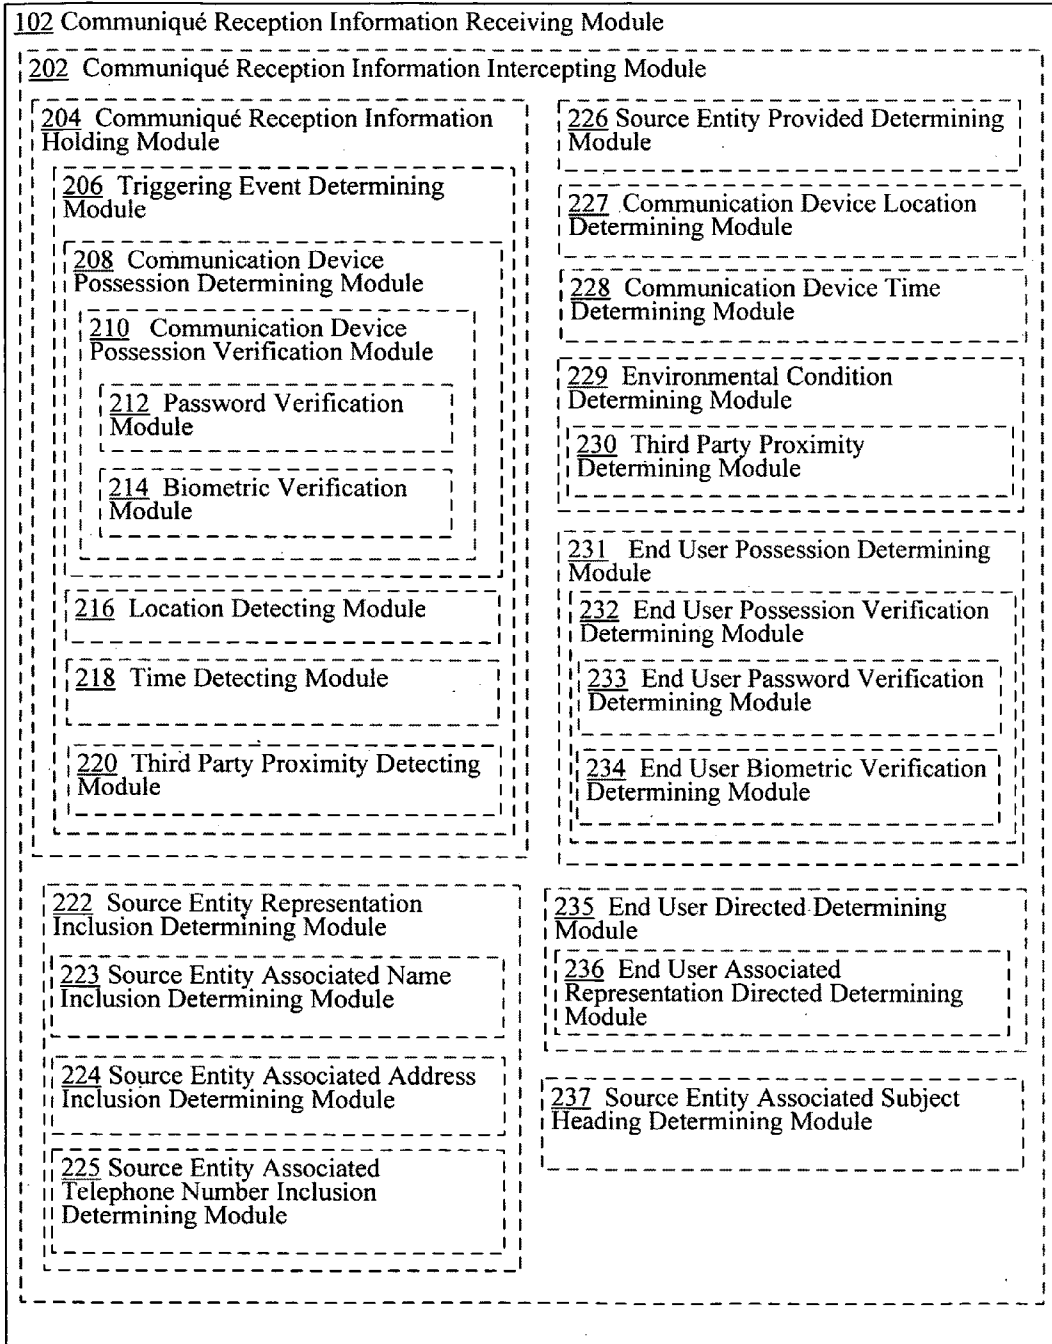 102 Communiqué Reception Information Receiving Module
202 Communiqué Reception Information Intercepting Module
204 Communiqué Reception Information
Holding Module
206 Triggering Event Determining
Module
208 Communication Device
Possession Determining Module
210 Communication Device
Possession Verification Module
212 Password Verification
Module
214 Biometric Verification
Module
216 Location Detecting Module
218 Time Detecting Module
220 Third Party Proximity Detecting
Module
222 Source Entity Representation
Inclusion Determining Module
223 Source Entity Associated Name
Inclusion Determining Module
224 Source Entity Associated Address
Inclusion Determining Module
225 Source Entity Associated
Telephone Number Inclusion
Determining Module
226 Source Entity Provided Determining
Module
227 Communication Device Location
Determining Module
228 Communication Device Time
Determining Module
229 Environmental Condition
Determining Module
230 Third Party Proximity
Determining Module
231 End User Possession Determining
Module
232 End User Possession Verification
Determining Module
233 End User Password Verification
Determining Module
234 End User Biometric Verification
Determining Module
235 End User Directed Determining
Module
236 End User Associated
Representation Directed Determining
Module
237 Source Entity Associated Subject
Heading Determining Module